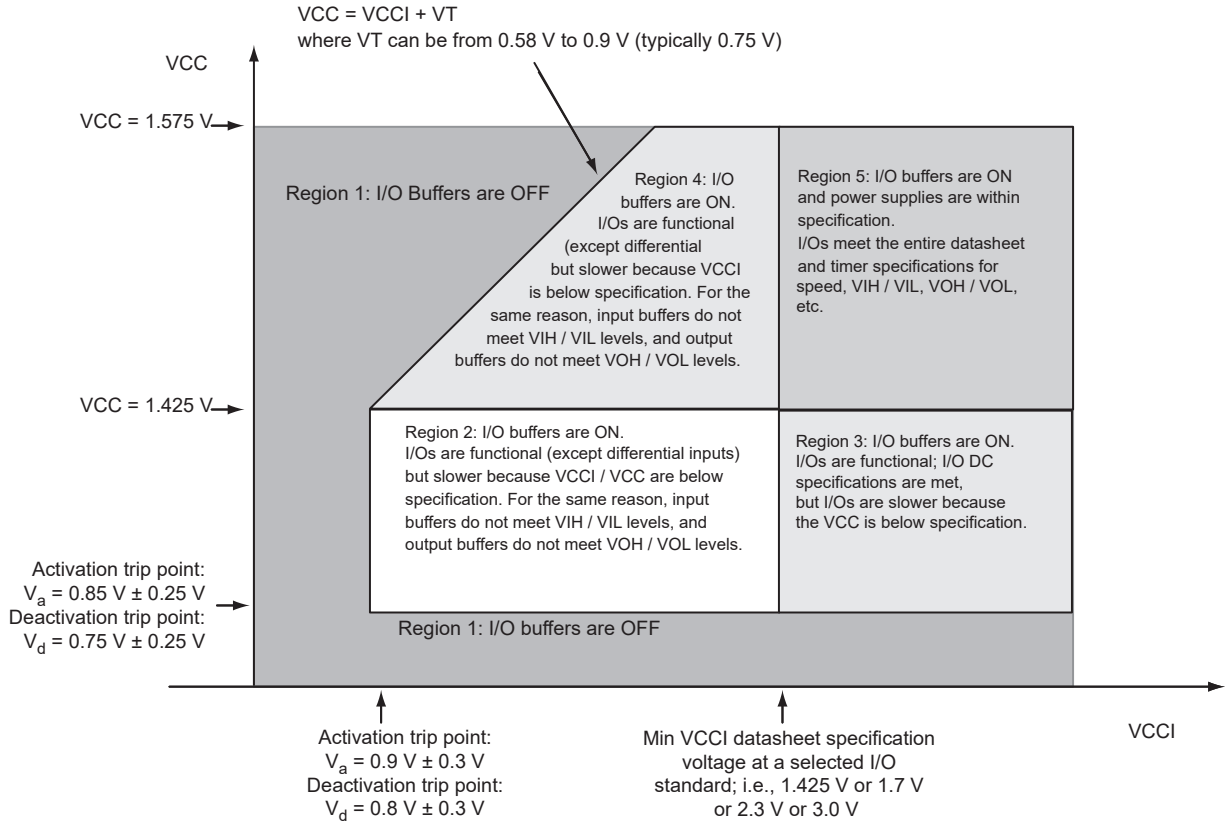 VCC = VCCI + VT
where VT can be from 0.58 V to 0.9 V (typically 0.75 V)
VCC
VCC = 1.575 V
Region 1: I/O Buffers are OFF
Region 4: I/O
buffers are ON.
I/Os are functional
(except differential
but slower because VCCI
is below specification. For the
same reason, input buffers do not
meet VIH / VIL levels, and output
buffers do not meet VOH / VOL levels.
Region 5: I/O buffers are ON
and power supplies are within
specification.
I/Os meet the entire datasheet
and timer specifications for
speed, VIH / VIL, VOH / VOL,
etc.
VCC = 1.425 V
Region 2: I/O buffers are ON.
I/Os are functional (except differential inputs)
but slower because VCCI / VCC are below
specification. For the same reason, input
buffers do not meet VIH / VIL levels, and
output buffers do not meet VOH / VOL levels.
Region 3: I/O buffers are ON.
I/Os are functional; I/O DC
specifications are met,
but I/Os are slower because
the VCC is below specification.
Activation trip point:
Va = 0.85 V ± 0.25 V
Deactivation trip point:
Vd = 0.75 V ± 0.25 V
Region 1: I/O buffers are OFF
Activation trip point:
Va = 0.9 V ± 0.3 V
Deactivation trip point:
Vd = 0.8 V ± 0.3 V
Min VCCI datasheet specification
voltage at a selected I/O
standard; i.e., 1.425 V or 1.7 V
or 2.3 V or 3.0 V
VCCI